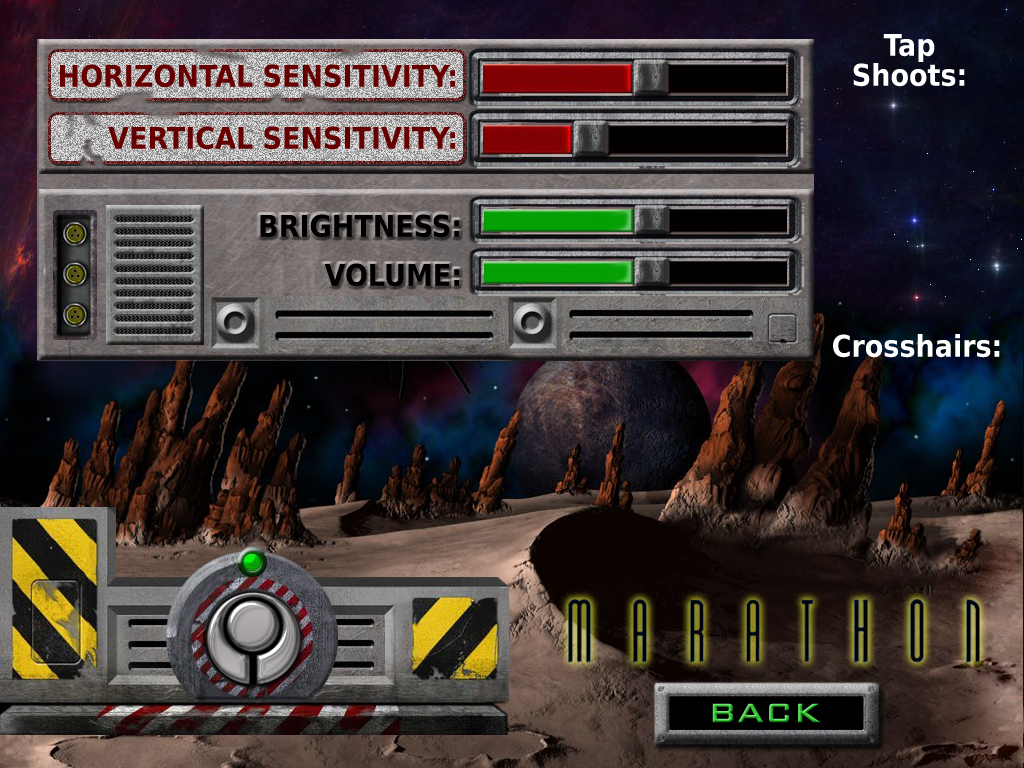 HORIZONTAL SENSITIVITY:
VERTICAL SENSITIVITY:
BRIGHTNESS:
VOLUME:
Tap
Shoots:
Crosshairs:
MARATHON
BACK